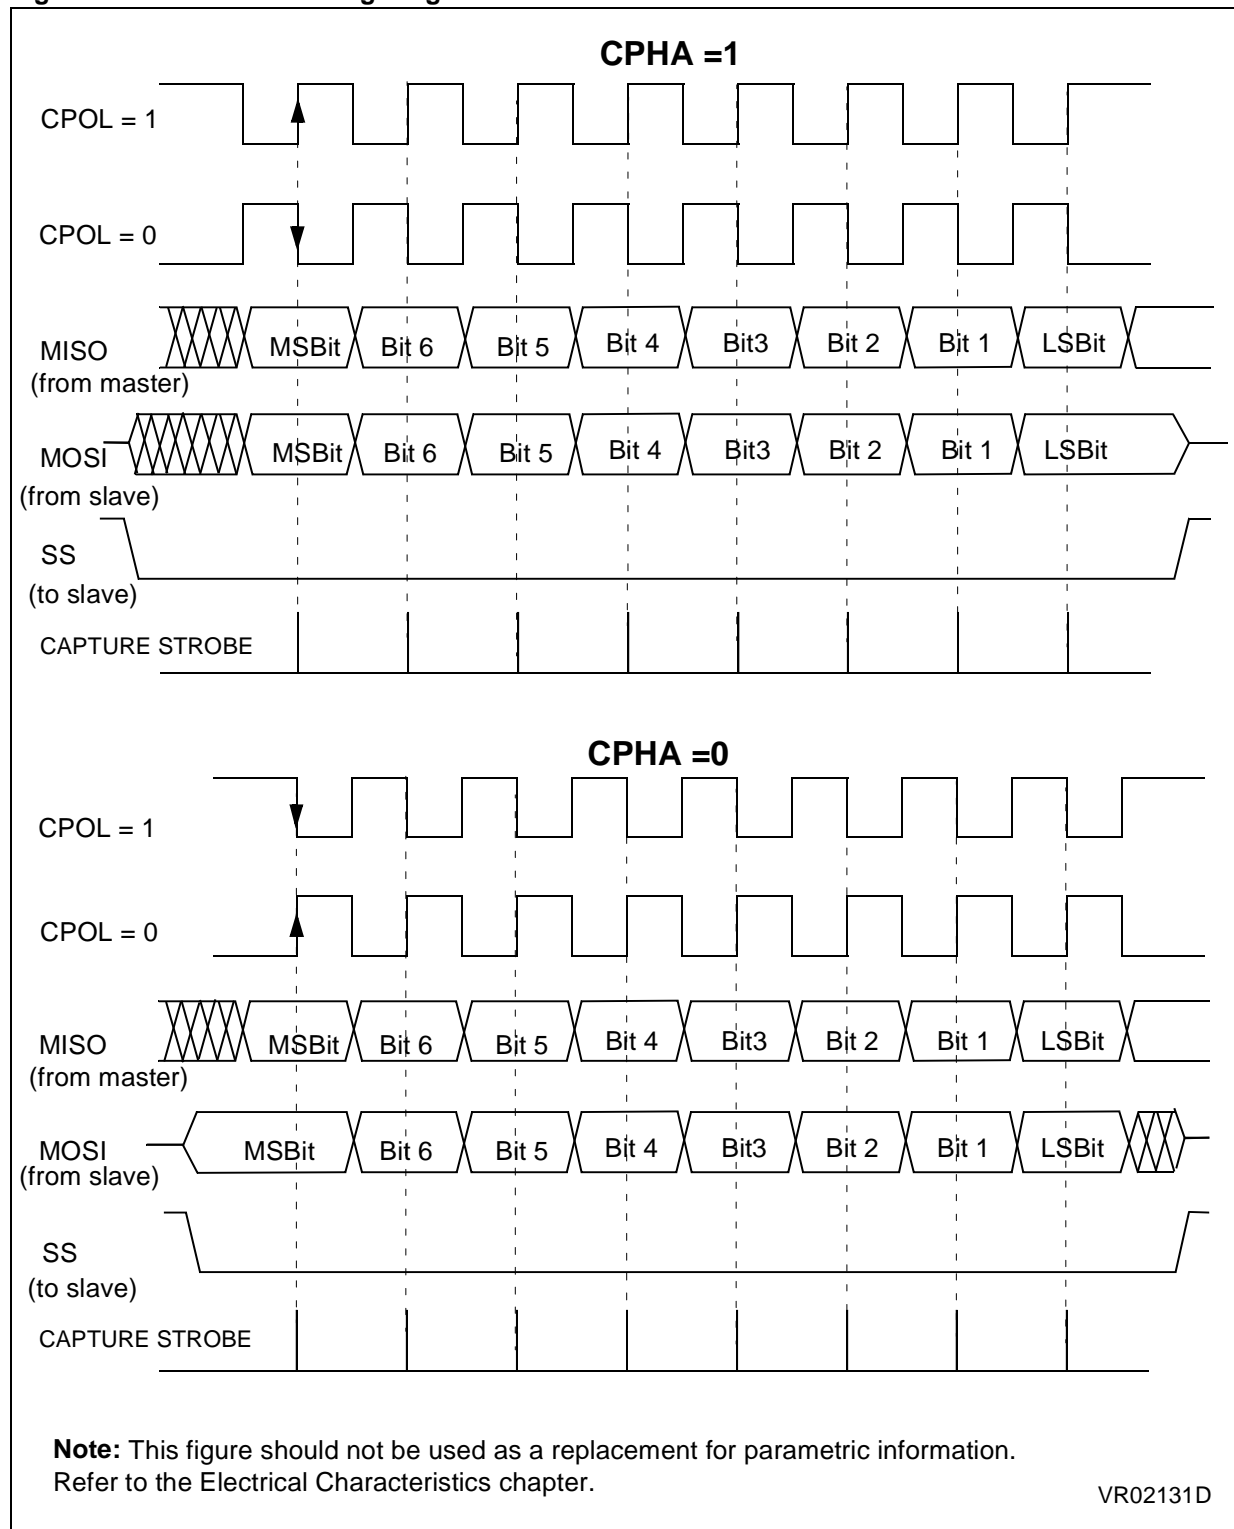 CPHA =1
CPOL = 1
CPOL = 0
MISO
(from master)
MSBit Bit 6 Bit 5 Bit 4 Bit3 Bit 2 Bit 1 LSBit
MOSI
(from slave)
MSBit Bit 6 Bit 5 Bit 4 Bit3 Bit 2 Bit 1 LSBit
SS
(to slave)
CAPTURE STROBE
CPHA =0
CPOL = 1
CPOL = 0
MISO
(from master)
MSBit Bit 6 Bit 5 Bit 4 Bit3 Bit 2 Bit 1 LSBit
MOSI
(from slave)
MSBit Bit 6 Bit 5 Bit 4 Bit3 Bit 2 Bit 1 LSBit
SS
(to slave)
CAPTURE STROBE
Note: This figure should not be used as a replacement for parametric information.
Refer to the Electrical Characteristics chapter.
VR02131D